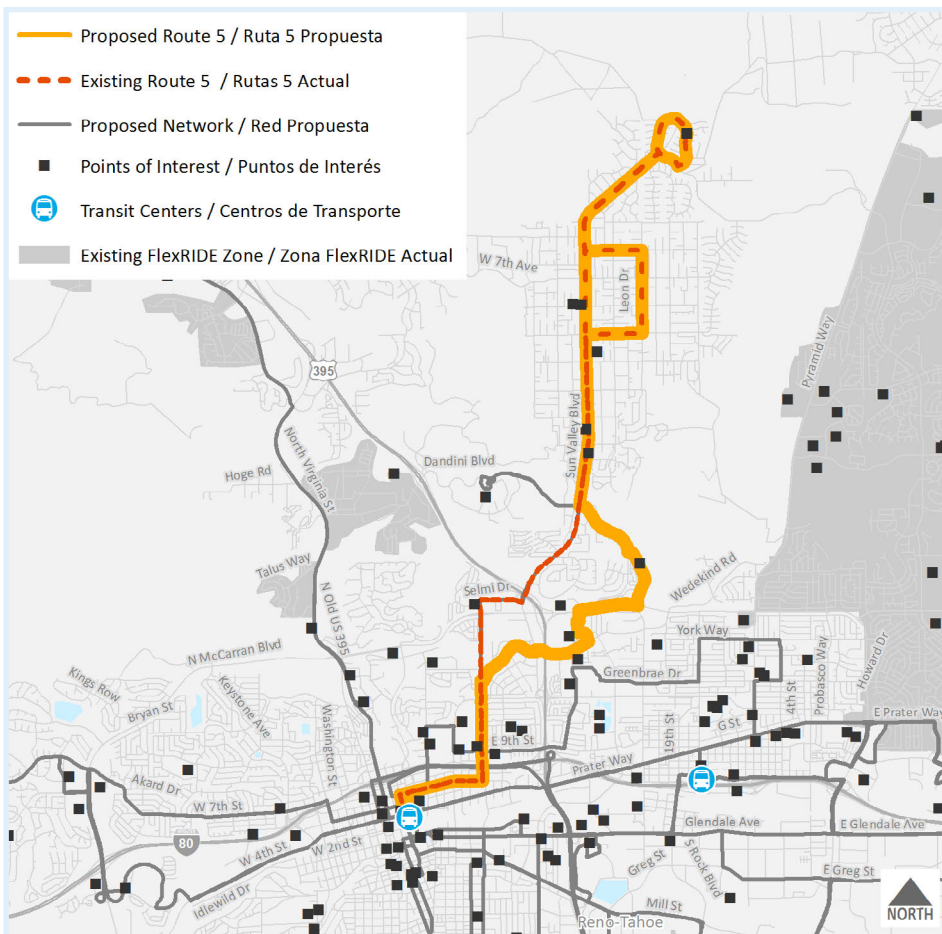 Proposed Route 5 / Ruta 5 Propuesta
Existing Route 5 / Rutas 5 Actual
Proposed Network / Red Propuesta
Points of Interest / Puntos de Interés
Transit Centers / Centros de Transporte
Existing FlexRIDE Zone / Zona FlexRIDE Actual
W 7th Ave
Leon Dr
Pyramid Way
395
Sun Valley Blvd
North Virginia St
Dandini Blvd
Hoge Rd
Talus Way
Selmi Dr
Wedekind Rd
N Old US 395
York Way
N McCarran Blvd
Greenbrae Dr
Kings Row
Keystone Ave
Bryan St
Washington St
4th St
Probasco Way
Howard Dr
19th St
G St
E Prater Way
E 9th St
Prater Way
Akard Dr
W 7th St
Glendale Ave
E Glendale Ave
80
W 4th St
W 2nd St
Greg St
S Rock Blvd
E Greg St
Idlewild Dr
Mill St
Reno-Tahoe
NORTH